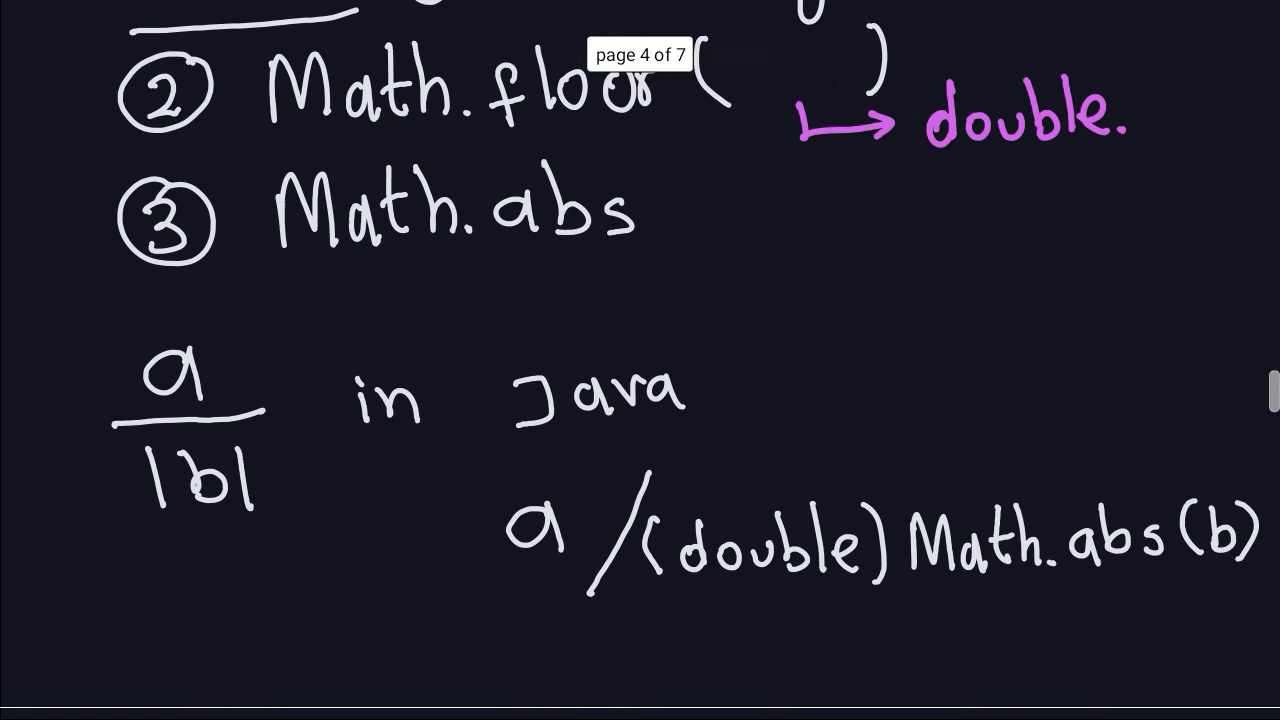 page 4 of 7
② Math.floor( )
↳ double.
③ Math.abs
a
|b|
in Java
a /(double) Math.abs(b)